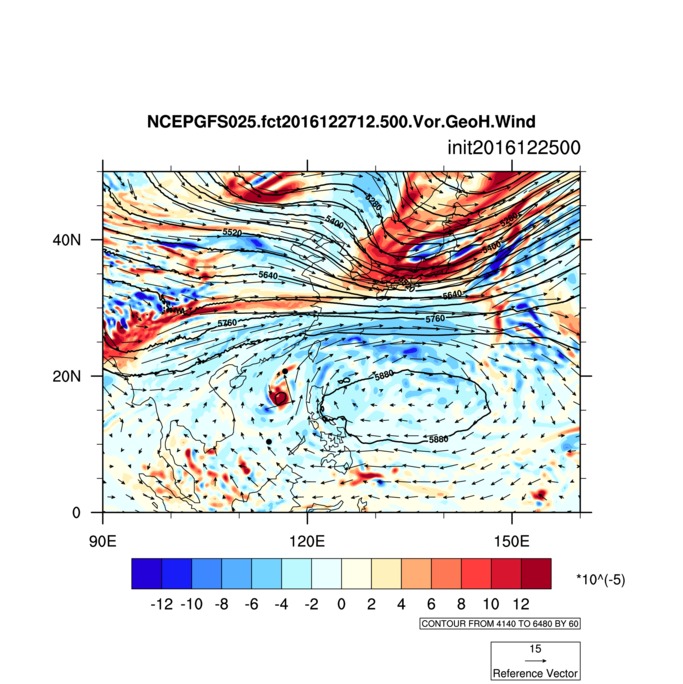 NCEPGFS025.fct2016122712.500.Vor.GeoH.Wind
init2016122500
5280
5400
5520
5400
40N
5640
5640
5760
5760
20N
5880
5880
0
90E 120E 150E
-12 -10 -8 -6 -4 -2 0 2 4 6 8 10 12
*10^(-5)
CONTOUR FROM 4140 TO 6480 BY 60
15
Reference Vector